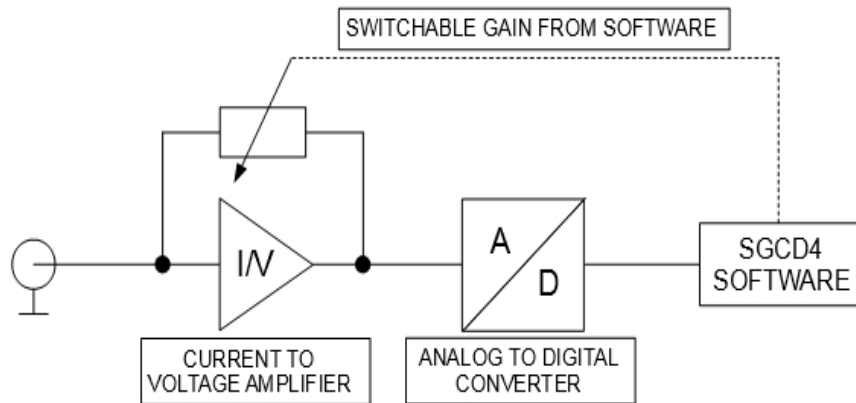 SWITCHABLE GAIN FROM SOFTWARE
I/V
A
D
SGCD4
SOFTWARE
CURRENT TO
VOLTAGE AMPLIFIER
ANALOG TO DIGITAL
CONVERTER